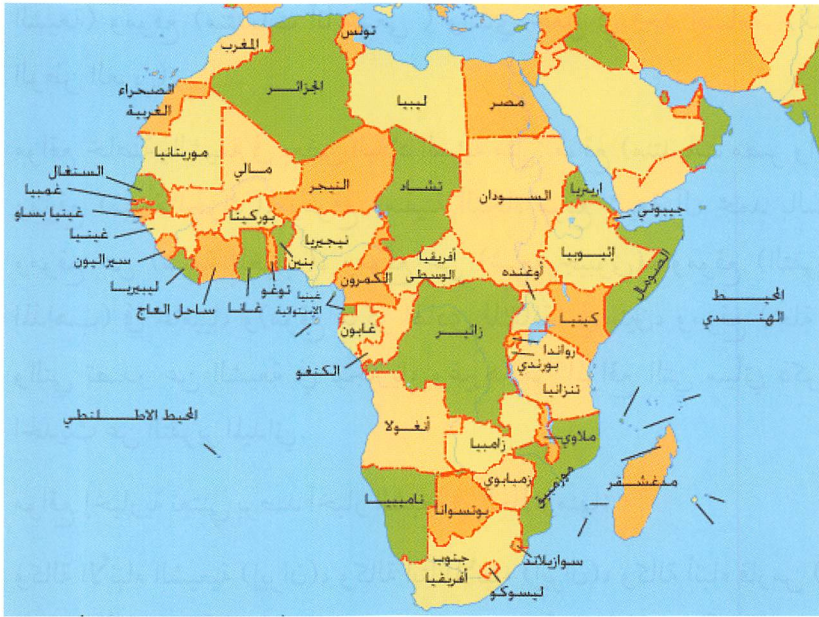 تونس
المغرب
الجزائر
ليبيا
مصر
الصحراء
الغربية
موريتانيا
مالي
النيجر
تشاد
السودان
اريتريا
جيبوتي
السنغال
غمبيا
غينيا بساو
غينيا
سيراليون
ليبيريا
ساحل العاج
بوركينا
غانا
توغو
بنين
نيجيريا
الكمرون
أفريقيا
الوسطى
إثيوبيا
الصومال
أوغنده
كينيا
غينيا
الإستوائية
غابون
الكنغو
زائير
رواندا
بورندي
تنزانيا
المحيط
الهندي
المحيط الاطلنطي
أنغولا
زامبيا
ملاوي
موزمبيق
زمبابوي
مدغشقر
ناميبيا
بوتسوانا
جنوب
أفريقيا
سوازيلاند
ليسوكو